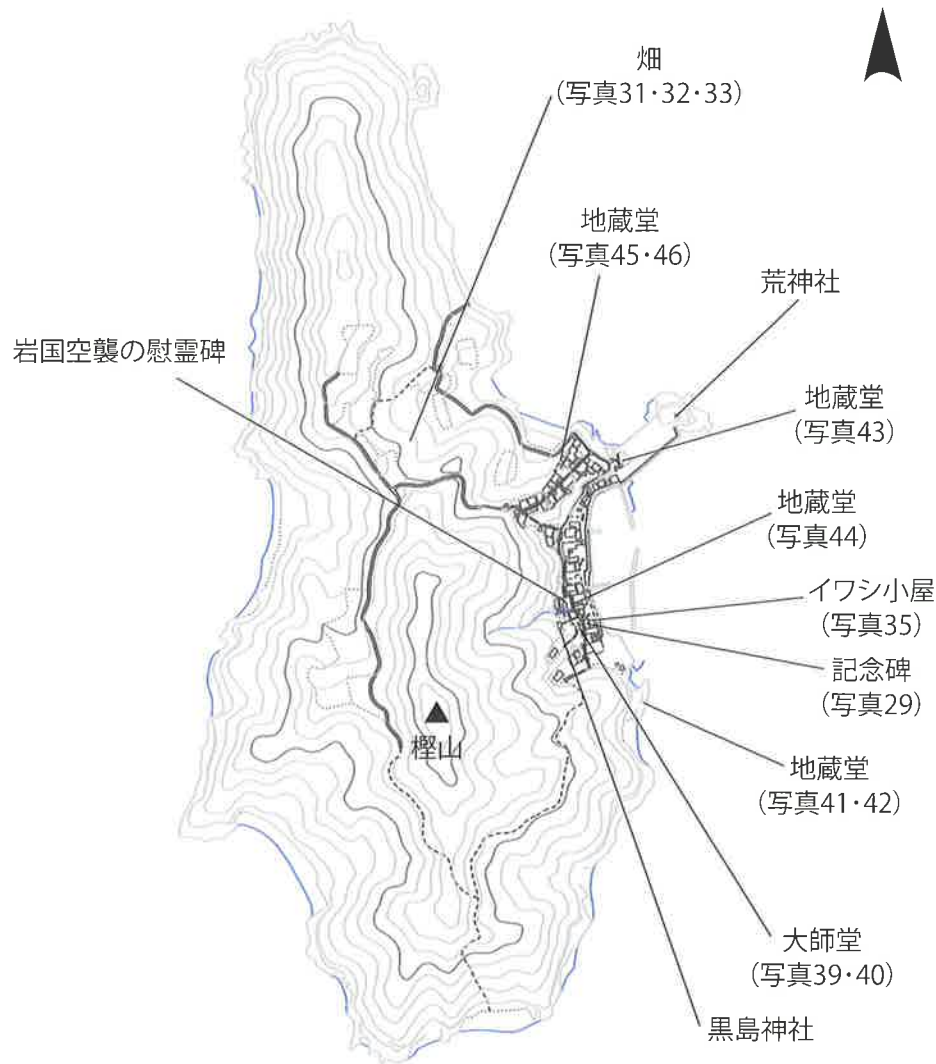 畑
（写真31・32・33）
地蔵堂
（写真45・46）
荒神社
岩国空襲の慰霊碑
地蔵堂
（写真43）
地蔵堂
（写真44）
イワシ小屋
（写真35）
記念碑
（写真29）
樫山
地蔵堂
（写真41・42）
大師堂
（写真39・40）
黒島神社